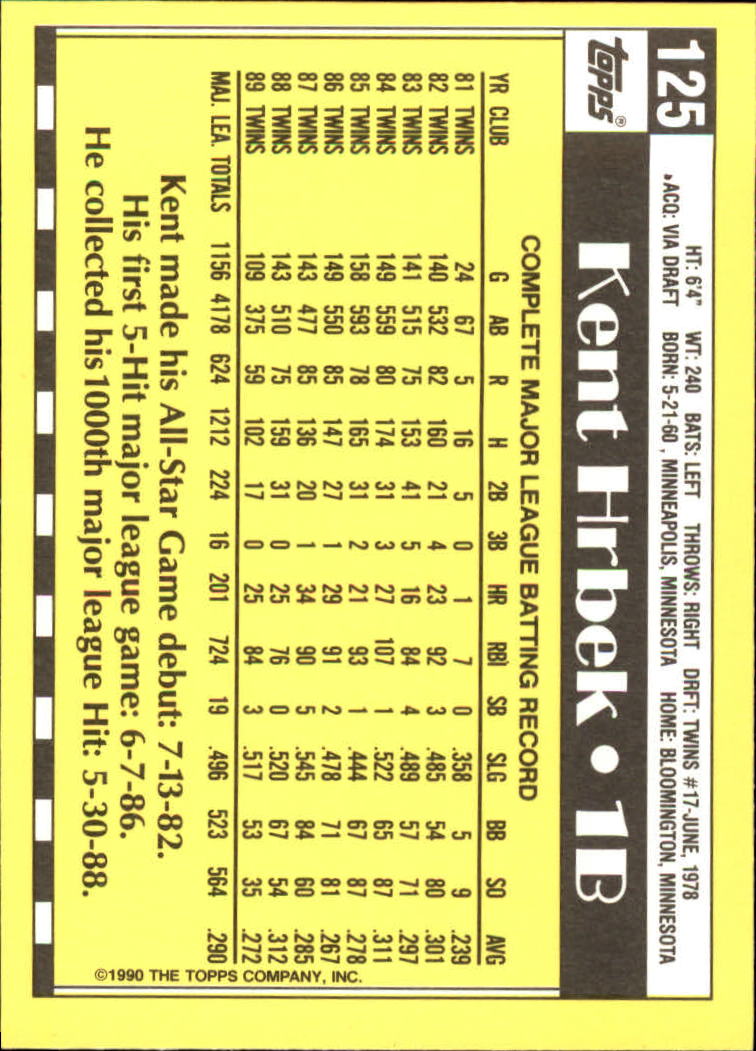 125
HT: 6'4" WT: 240 BATS: LEFT THROWS: RIGHT DRFT: TWINS #17-JUNE, 1978
•ACQ: VIA DRAFT BORN: 5-21-60 , MINNEAPOLIS, MINNESOTA HOME: BLOOMINGTON, MINNESOTA
topps®
Kent Hrbek • 1B
COMPLETE MAJOR LEAGUE BATTING RECORD
YR CLUB G AB R H 2B 3B HR RBI SB SLG BB SO AVG
81 TWINS 24 67 5 16 5 0 1 7 0 .358 5 9 .239
82 TWINS 140 532 82 160 21 4 23 92 3 .485 54 80 .301
83 TWINS 141 515 75 153 41 5 16 84 4 .489 57 71 .297
84 TWINS 149 559 80 174 31 3 27 107 1 .522 65 87 .311
85 TWINS 158 593 78 165 31 2 21 93 1 .444 67 87 .278
86 TWINS 149 550 85 147 27 1 29 91 2 .478 71 81 .267
87 TWINS 143 477 85 136 20 1 34 90 5 .545 84 60 .285
88 TWINS 143 510 75 159 31 0 25 76 0 .520 67 54 .312
89 TWINS 109 375 59 102 17 0 25 84 3 .517 53 35 .272
MAJ. LEA. TOTALS 1156 4178 624 1212 224 16 201 724 19 .496 523 564 .290
Kent made his All-Star Game debut: 7-13-82.
His first 5-Hit major league game: 6-7-86.
He collected his 1000th major league Hit: 5-30-88.
©1990 THE TOPPS COMPANY, INC.